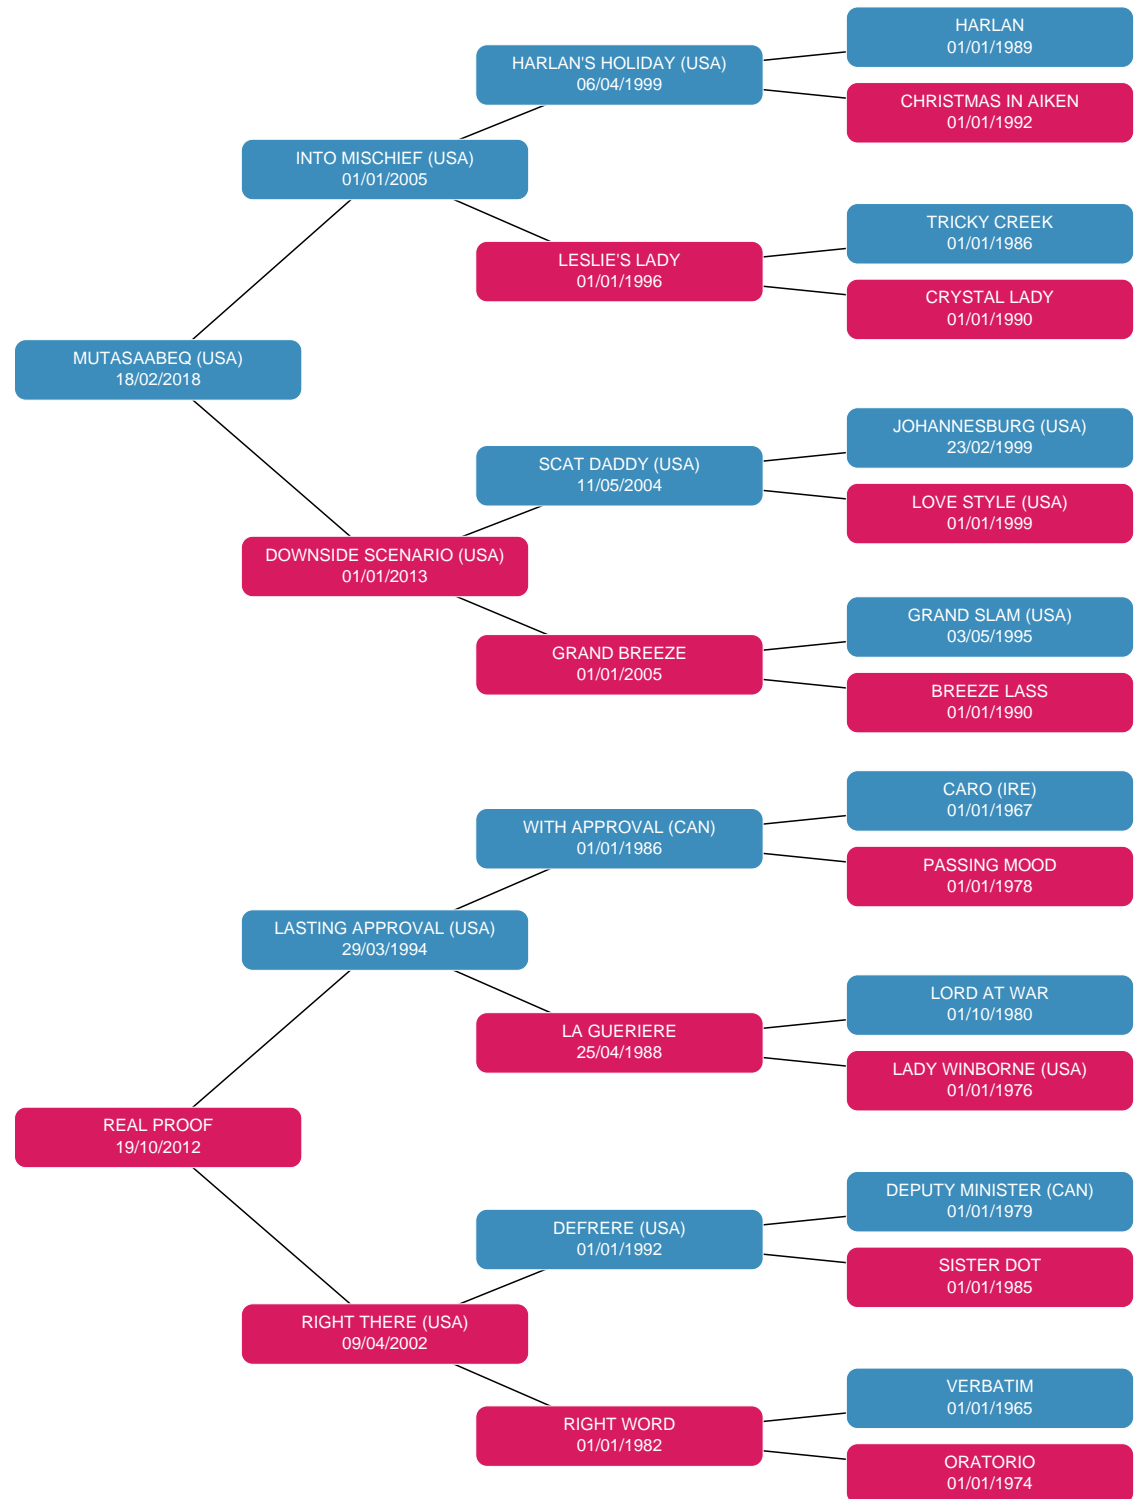 HARLAN
01/01/1989
HARLAN'S HOLIDAY (USA)
06/04/1999
CHRISTMAS IN AIKEN
01/01/1992
INTO MISCHIEF (USA)
01/01/2005
TRICKY CREEK
01/01/1986
LESLIE'S LADY
01/01/1996
CRYSTAL LADY
01/01/1990
MUTASAABEQ (USA)
18/02/2018
JOHANNESBURG (USA)
23/02/1999
SCAT DADDY (USA)
11/05/2004
LOVE STYLE (USA)
01/01/1999
DOWNSIDE SCENARIO (USA)
01/01/2013
GRAND SLAM (USA)
03/05/1995
GRAND BREEZE
01/01/2005
BREEZE LASS
01/01/1990
CARO (IRE)
01/01/1967
WITH APPROVAL (CAN)
01/01/1986
PASSING MOOD
01/01/1978
LASTING APPROVAL (USA)
29/03/1994
LORD AT WAR
01/10/1980
LA GUERIERE
25/04/1988
LADY WINBORNE (USA)
01/01/1976
REAL PROOF
19/10/2012
DEPUTY MINISTER (CAN)
01/01/1979
DEFRERE (USA)
01/01/1992
SISTER DOT
01/01/1985
RIGHT THERE (USA)
09/04/2002
VERBATIM
01/01/1965
RIGHT WORD
01/01/1982
ORATORIO
01/01/1974